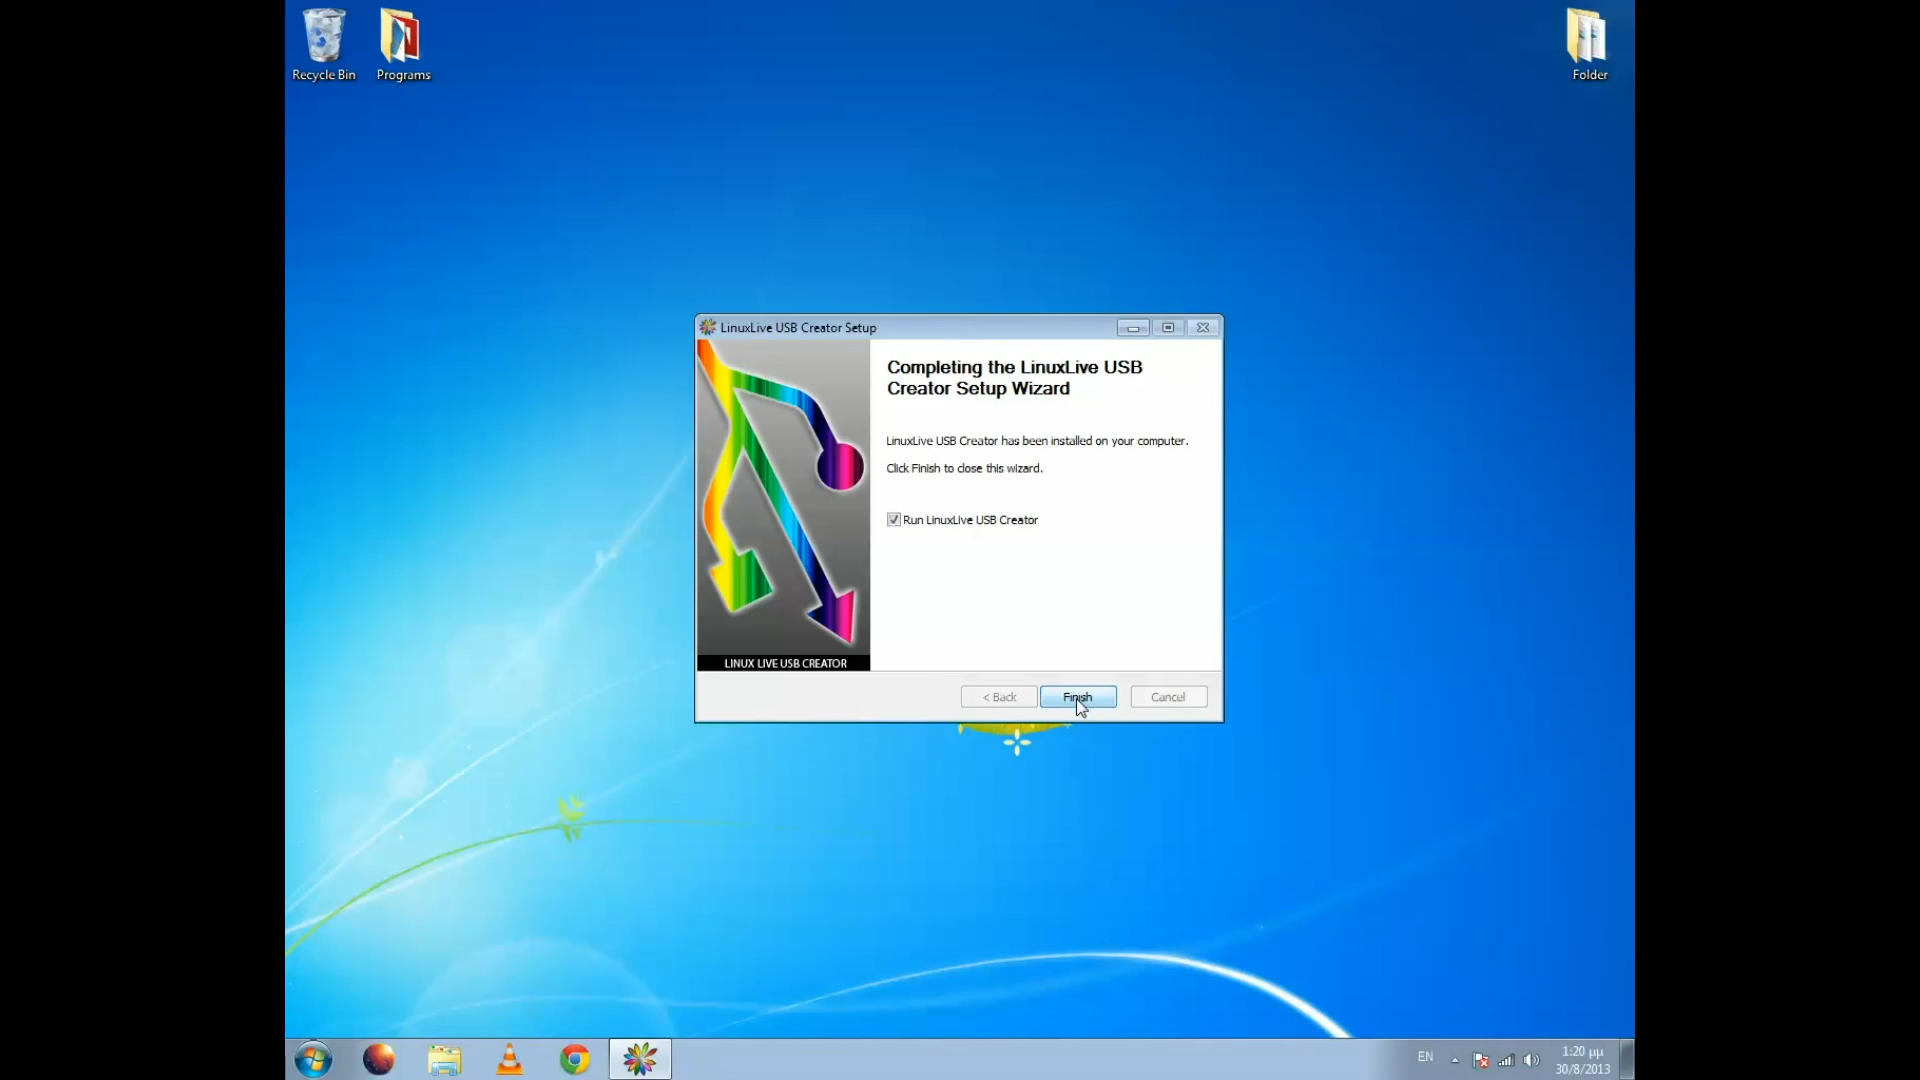 Recycle Bin
Programs
Folder
LinuxLive USB Creator Setup
Completing the LinuxLive USB
Creator Setup Wizard
LinuxLive USB Creator has been installed on your computer.
Click Finish to close this wizard.
Run LinuxLive USB Creator
LINUX LIVE USB CREATOR
< Back
Finish
Cancel
EN
1:20 μμ
30/8/2013